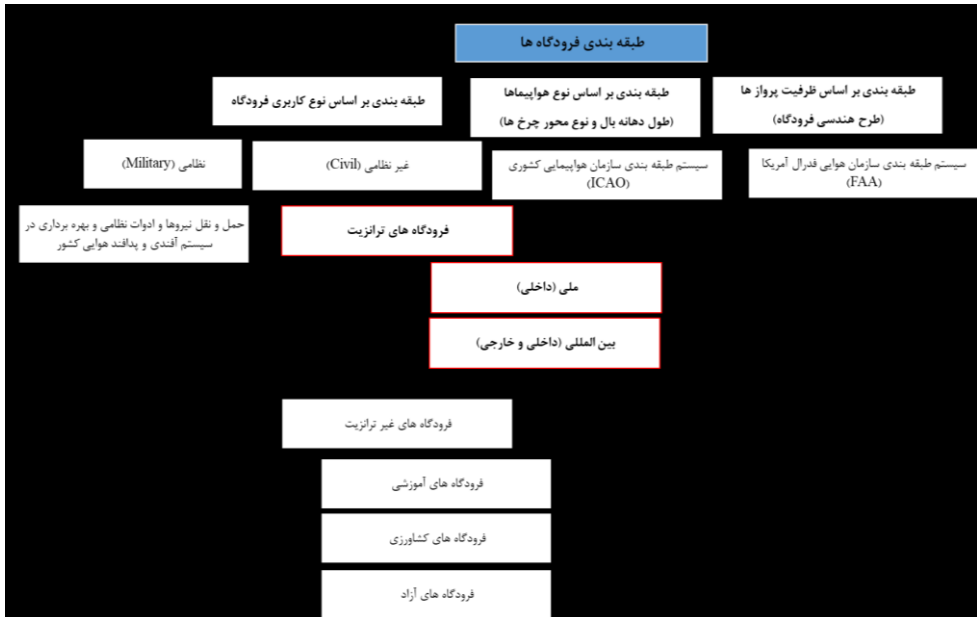 طبقه بندی فرودگاه ها
طبقه بندی بر اساس ظرفیت پرواز ها
(طرح هندسی فرودگاه)
طبقه بندی بر اساس نوع هواپیماها
(طول دهانه بال و نوع محور چرخ ها)
طبقه بندی بر اساس نوع کاربری فرودگاه
سیستم طبقه بندی سازمان هوایی فدرال آمریکا
(FAA)
سیستم طبقه بندی سازمان هواپیمایی کشوری
(ICAO)
غیر نظامی (Civil)
نظامی (Military)
فرودگاه های ترانزیت
حمل و نقل نیروها و ادوات نظامی و بهره برداری در
سیستم آفندی و پدافند هوایی کشور
ملی (داخلی)
بین المللی (داخلی و خارجی)
فرودگاه های غیر ترانزیت
فرودگاه های آموزشی
فرودگاه های کشاورزی
فرودگاه های آزاد